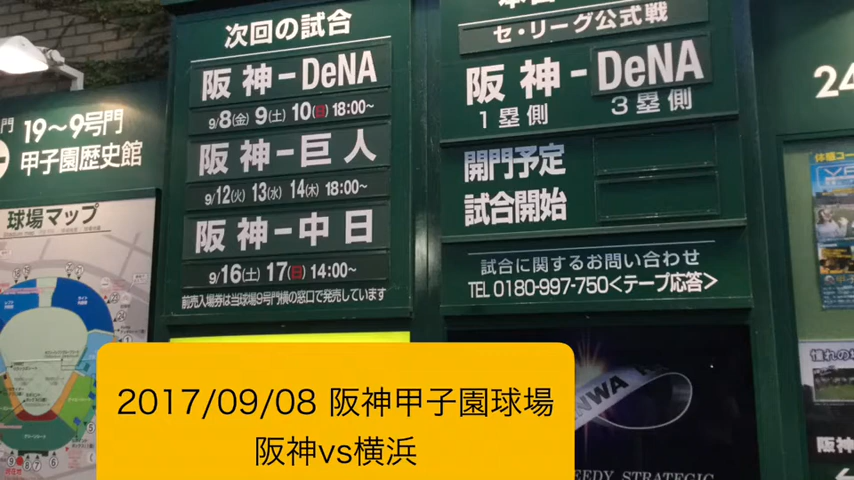 次回の試合
阪神-DeNA
9/8(金) 9(土) 10(日) 18:00~
阪神-巨人
9/12(火) 13(水) 14(木) 18:00~
阪神-中日
9/16(土) 17(日) 14:00~
前売入場券は当球場9号門横の窓口で発売しています
セ・リーグ公式戦
阪神-DeNA
1塁側 3塁側
開門予定
試合開始
試合に関するお問い合わせ
TEL 0180-997-750<テープ応答>
19~9号門
甲子園歴史館
球場マップ
24
阪神
2017/09/08 阪神甲子園球場
阪神vs横浜